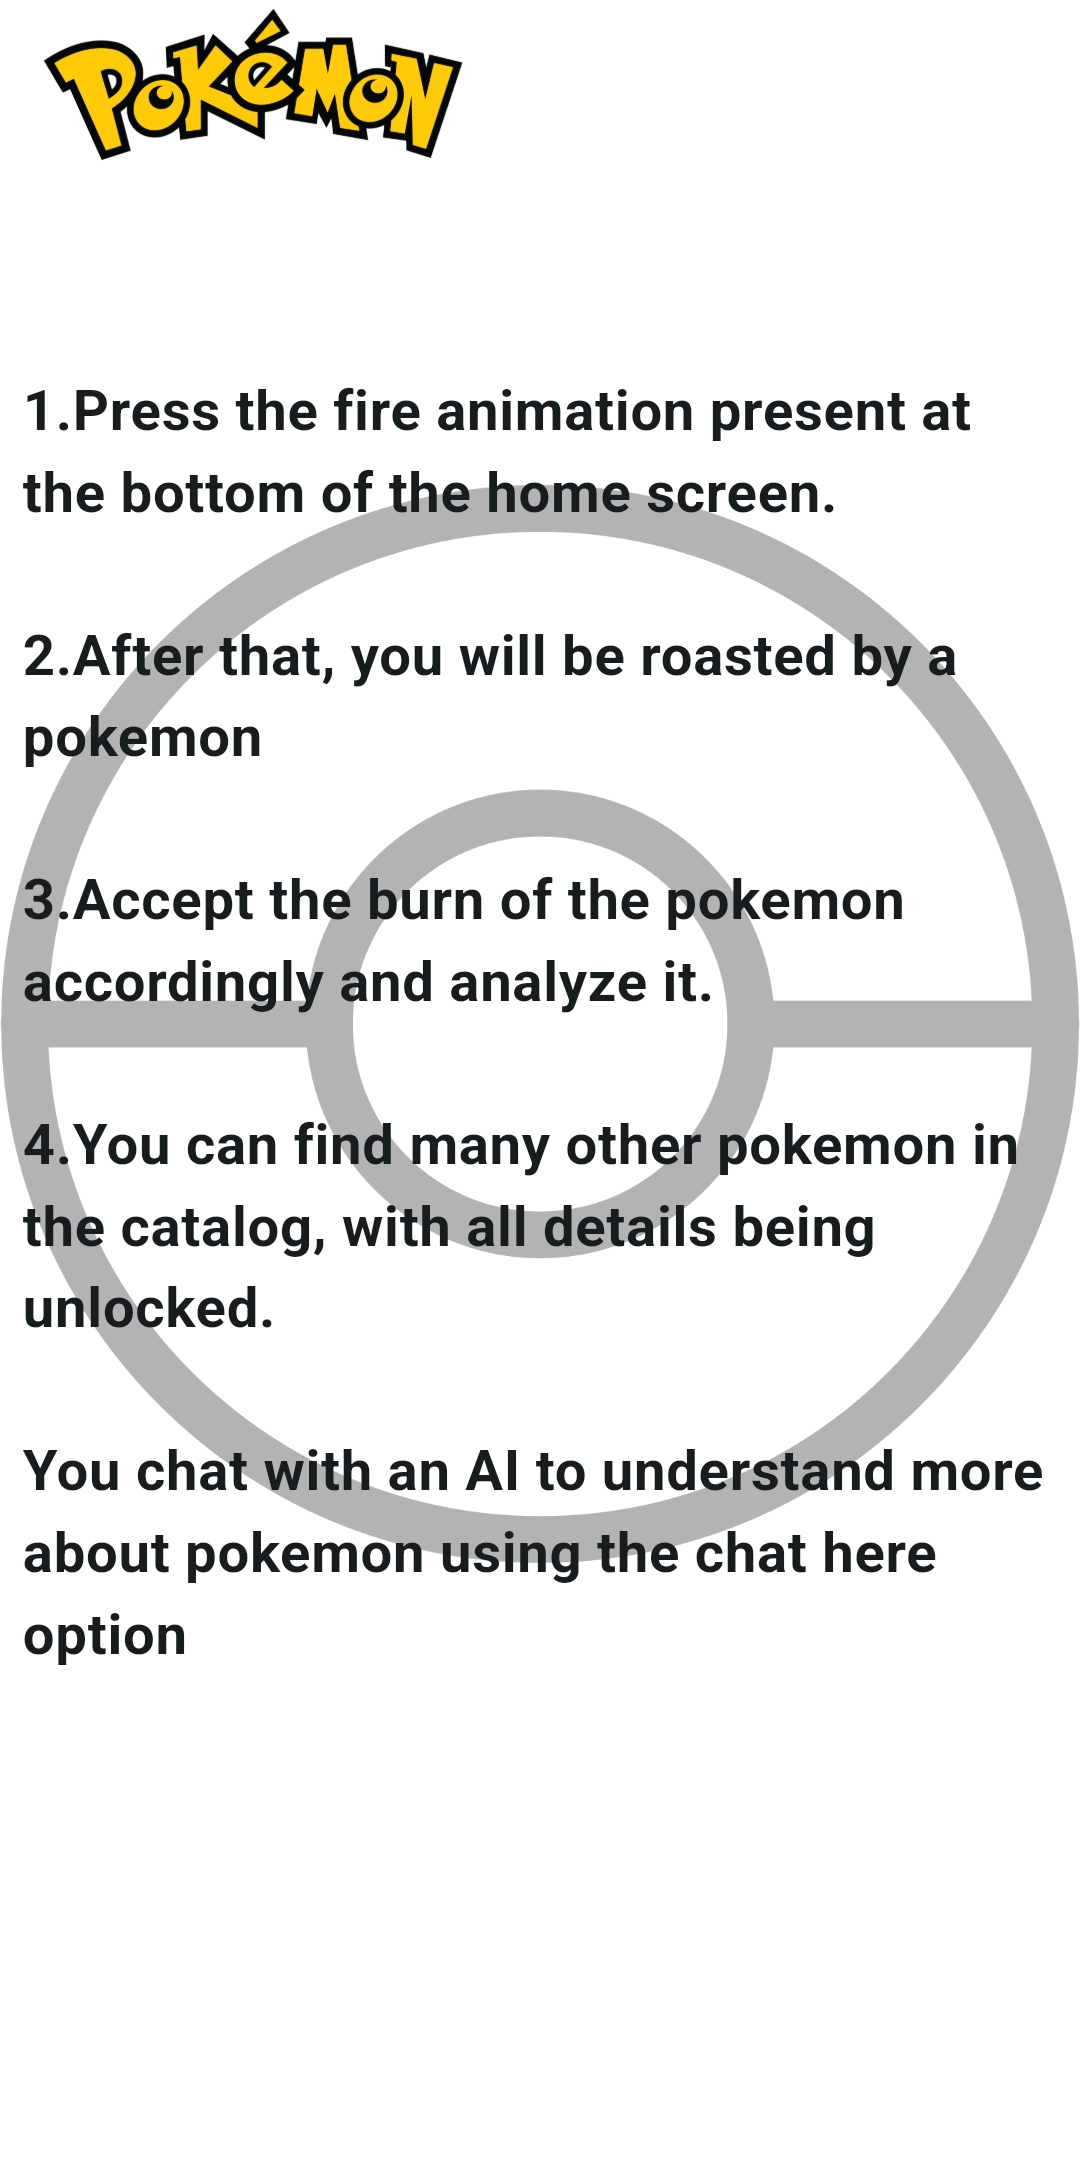 Pokémon
1.Press the fire animation present at
the bottom of the home screen.
2.After that, you will be roasted by a
pokemon
3.Accept the burn of the pokemon
accordingly and analyze it.
4.You can find many other pokemon in
the catalog, with all details being
unlocked.
You chat with an AI to understand more
about pokemon using the chat here
option